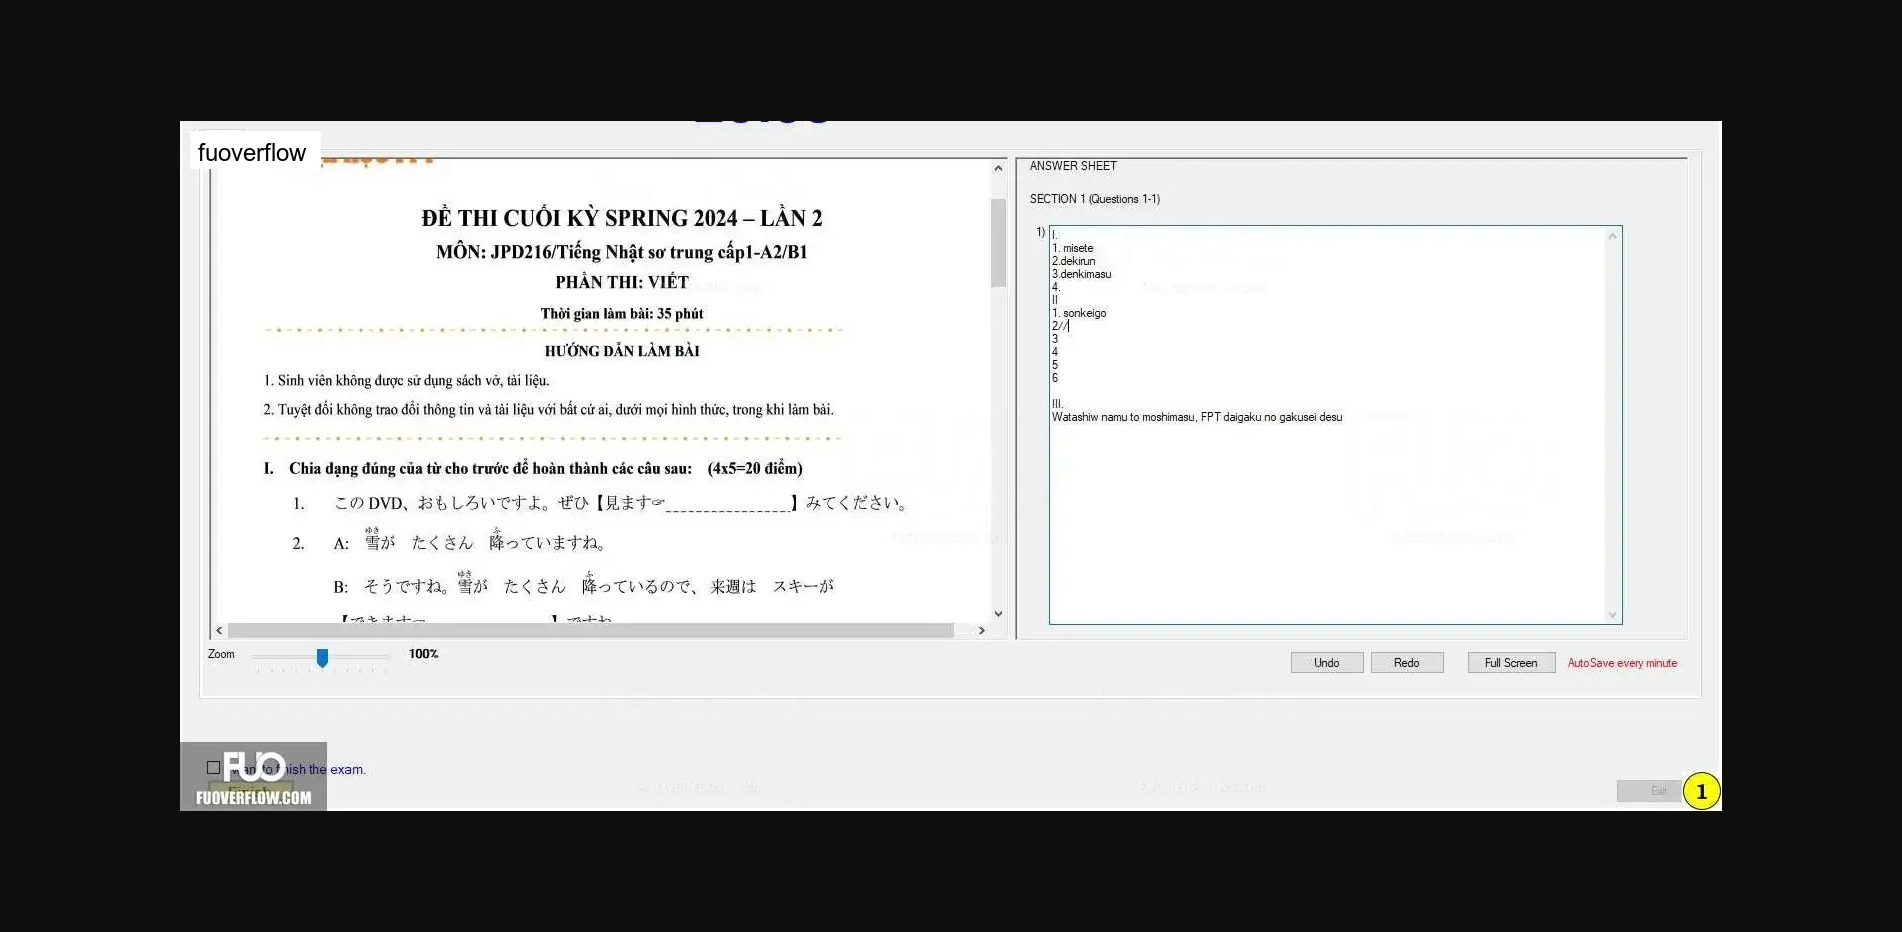 fuoverflow
ĐỀ THI CUỐI KỲ SPRING 2024 – LẦN 2
MÔN: JPD216/Tiếng Nhật sơ trung cấp1-A2/B1
PHẦN THI: VIẾT
Thời gian làm bài: 35 phút
HƯỚNG DẪN LÀM BÀI
1. Sinh viên không được sử dụng sách vở, tài liệu.
2. Tuyệt đối không trao đổi thông tin và tài liệu với bất cứ ai, dưới mọi hình thức, trong khi làm bài.
I. Chia dạng đúng của từ cho trước để hoàn thành các câu sau: (4x5=20 điểm)
1. この DVD、おもしろいですよ。ぜひ【見ます☞________________】みてください。
ゆき ふ
2. A: 雪が たくさん 降っていますね。
ゆき ふ
B: そうですね。雪が たくさん 降っているので、来週は スキーが
Zoom
100%
ANSWER SHEET
SECTION 1 (Questions 1-1)
1)
I.
1. misete
2.dekirun
3.denkimasu
4.
II
1. sonkeigo
2//
3
4
5
6
III.
Watashiw namu to moshimasu, FPT daigaku no gakusei desu
Undo
Redo
Full Screen
AutoSave every minute
the exam.
FUO
FUOVERFLOW.COM
Exit
1